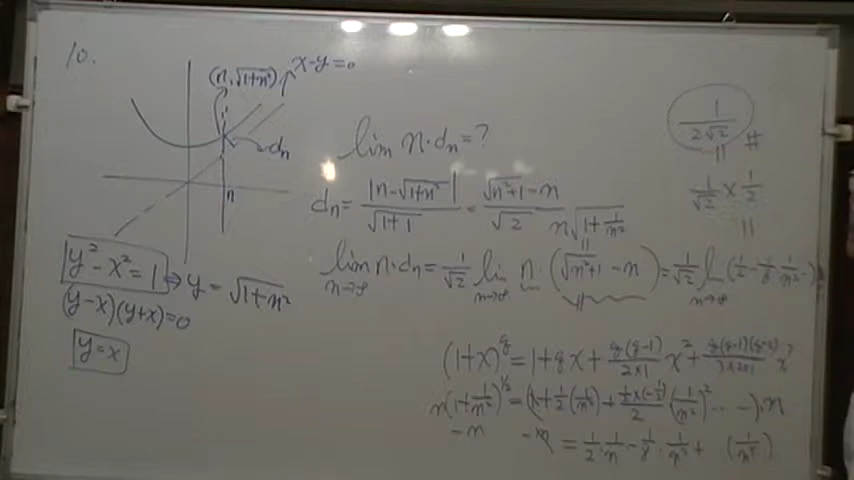 10.
(n, √(1+n²))
x-y=0
dn
n
lim n·dn=?
1/(2√2) #
=
1/√2 × 1/2
=
dn = |n-√(1+n²)|/√(1+1) = (√(n²+1)-n)/√2
n√(1+1/n²)
y²-x²=1 ⇒ y=√(1+x²)
(y-x)(y+x)=0
y=x
lim n→∞ n·dn = 1/√2 lim n→∞ n·(√(n²+1)-n) = 1/√2 lim n→∞ (1/2-1/8·1/n²
(1+x)^q = 1+qx+ q(q-1)/(2×1) x²+ q(q-1)(q-2)/(3×2×1) x³
n(1+1/n²)^(1/2) = (1+1/2(1/n²)+ (1/2×(-1/2))/2 (1/n²)² ... )·n
-n -n = 1/2·1/n-1/8·1/n³+